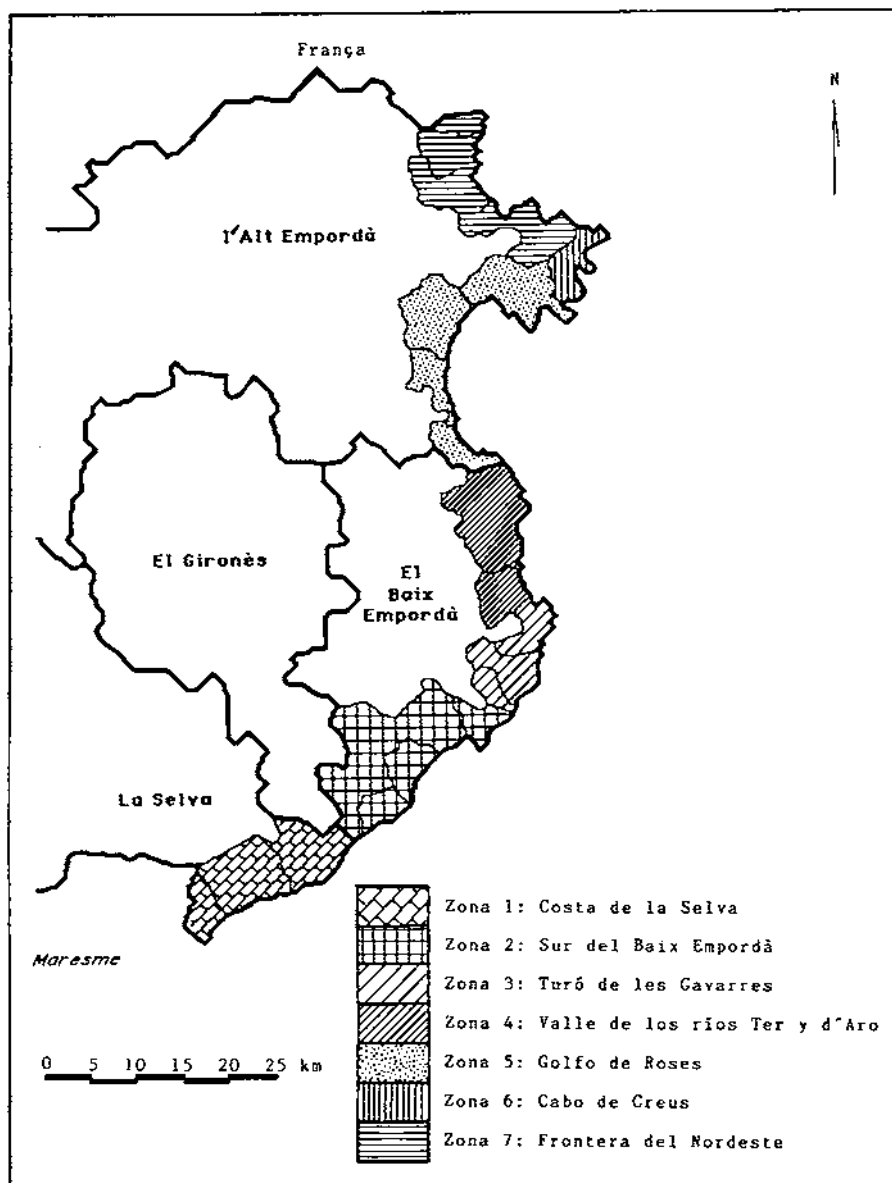 França
N
l'Alt Empordà
El Gironès
El
Baix
Empordà
La Selva
Maresme
Zona 1: Costa de la Selva
Zona 2: Sur del Baix Empordà
Zona 3: Turó de les Gavarres
Zona 4: Valle de los ríos Ter y d'Aro
Zona 5: Golfo de Roses
Zona 6: Cabo de Creus
Zona 7: Frontera del Nordeste
0 5 10 15 20 25 km